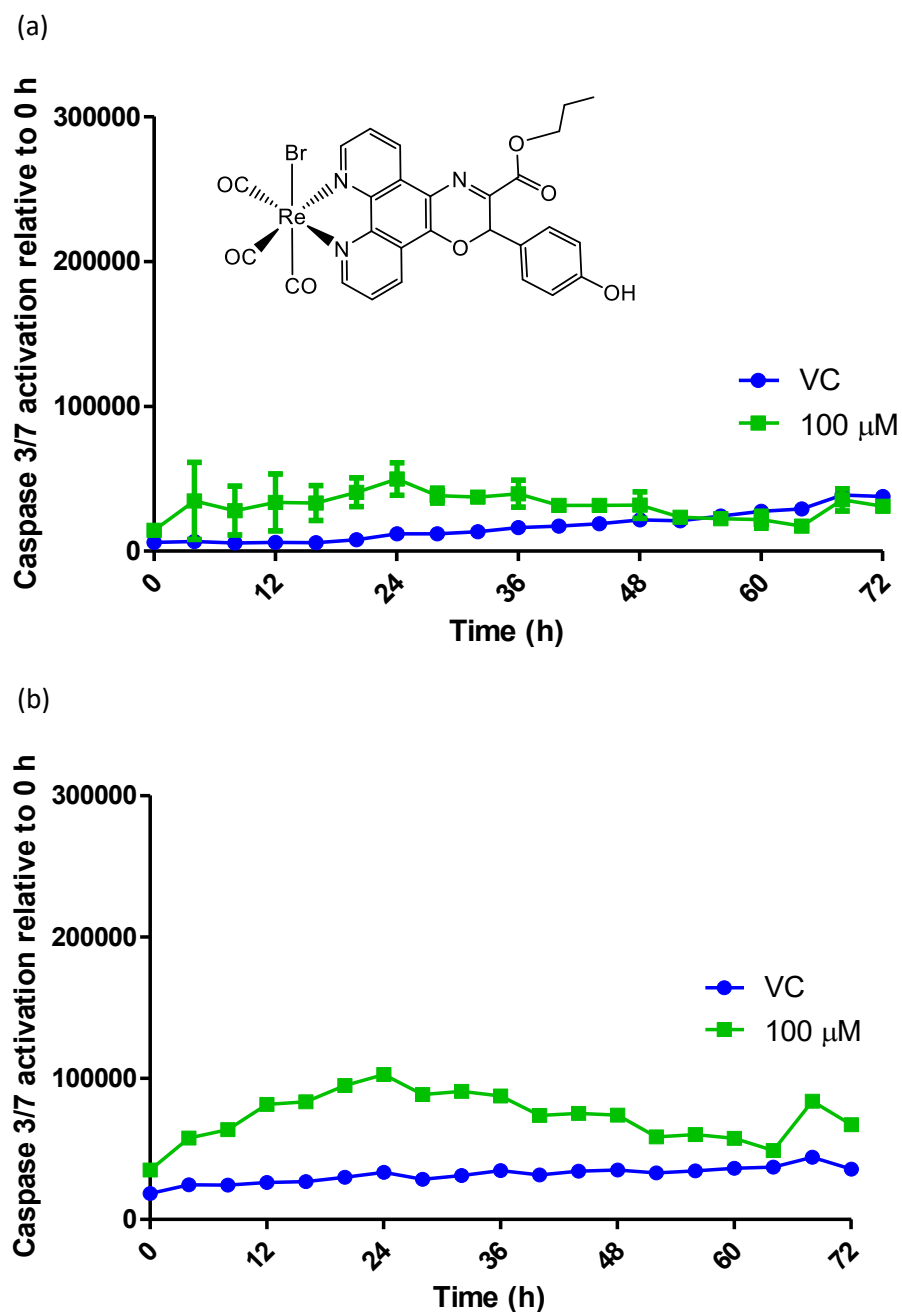 (a)
Caspase 3/7 activation relative to 0 h
300000
200000
100000
0
Br
OC
OC
CO
Re
N
N
N
O
O
O
OH
VC
100 μM
0
12
24
36
48
60
72
Time (h)
(b)
Caspase 3/7 activation relative to 0 h
300000
200000
100000
0
VC
100 μM
0
12
24
36
48
60
72
Time (h)